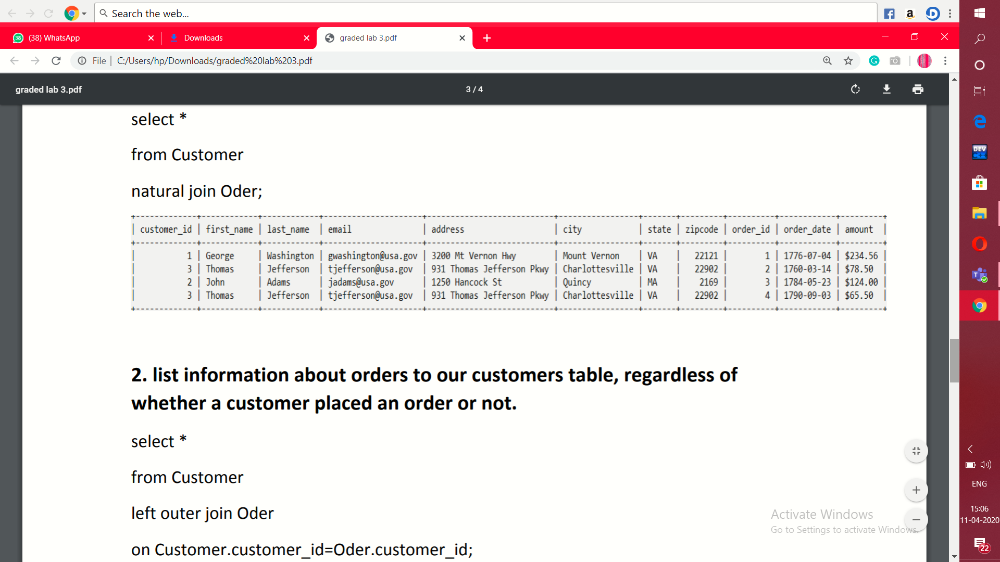 Search the web...
(38) WhatsApp
Downloads
graded lab 3.pdf
File | C:/Users/hp/Downloads/graded%20lab%203.pdf
graded lab 3.pdf
3 / 4
select *
from Customer
natural join Oder;
| customer_id | first_name | last_name | email | address | city | state | zipcode | order_id | order_date | amount |
| 1 | George | Washington | gwashington@usa.gov | 3200 Mt Vernon Hwy | Mount Vernon | VA | 22121 | 1 | 1776-07-04 | $234.56 |
| 3 | Thomas | Jefferson | tjefferson@usa.gov | 931 Thomas Jefferson Pkwy | Charlottesville | VA | 22902 | 2 | 1760-03-14 | $78.50 |
| 2 | John | Adams | jadams@usa.gov | 1250 Hancock St | Quincy | MA | 2169 | 3 | 1784-05-23 | $124.00 |
| 3 | Thomas | Jefferson | tjefferson@usa.gov | 931 Thomas Jefferson Pkwy | Charlottesville | VA | 22902 | 4 | 1790-09-03 | $65.50 |
2. list information about orders to our customers table, regardless of
whether a customer placed an order or not.
select *
from Customer
left outer join Oder
on Customer.customer_id=Oder.customer_id;
Activate Windows
Go to Settings to activate Windows.
DEV
C++
ENG
15:06
11-04-2020
22